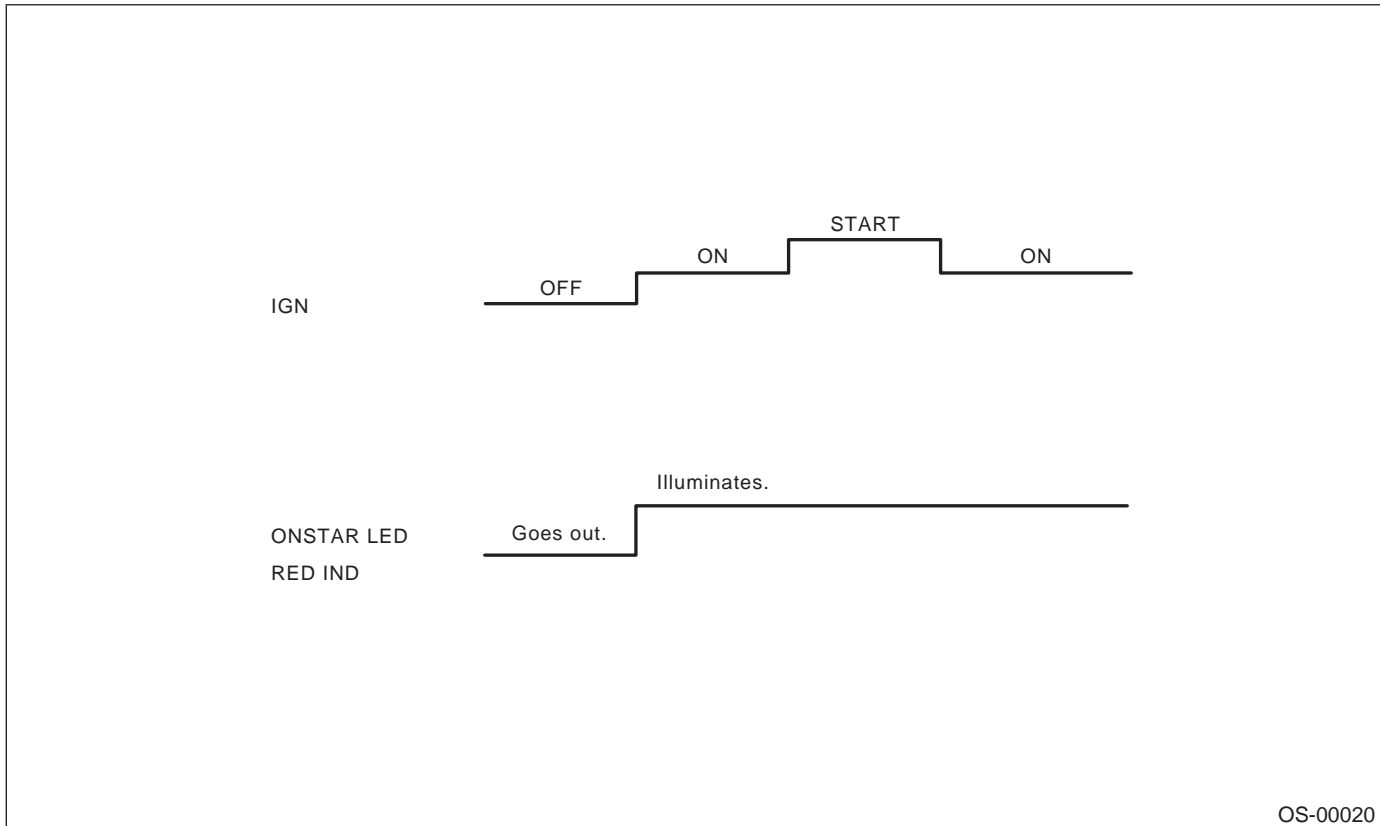 START
ON
ON
OFF
IGN
Illuminates.
ONSTAR LED
Goes out.
RED IND
OS-00020